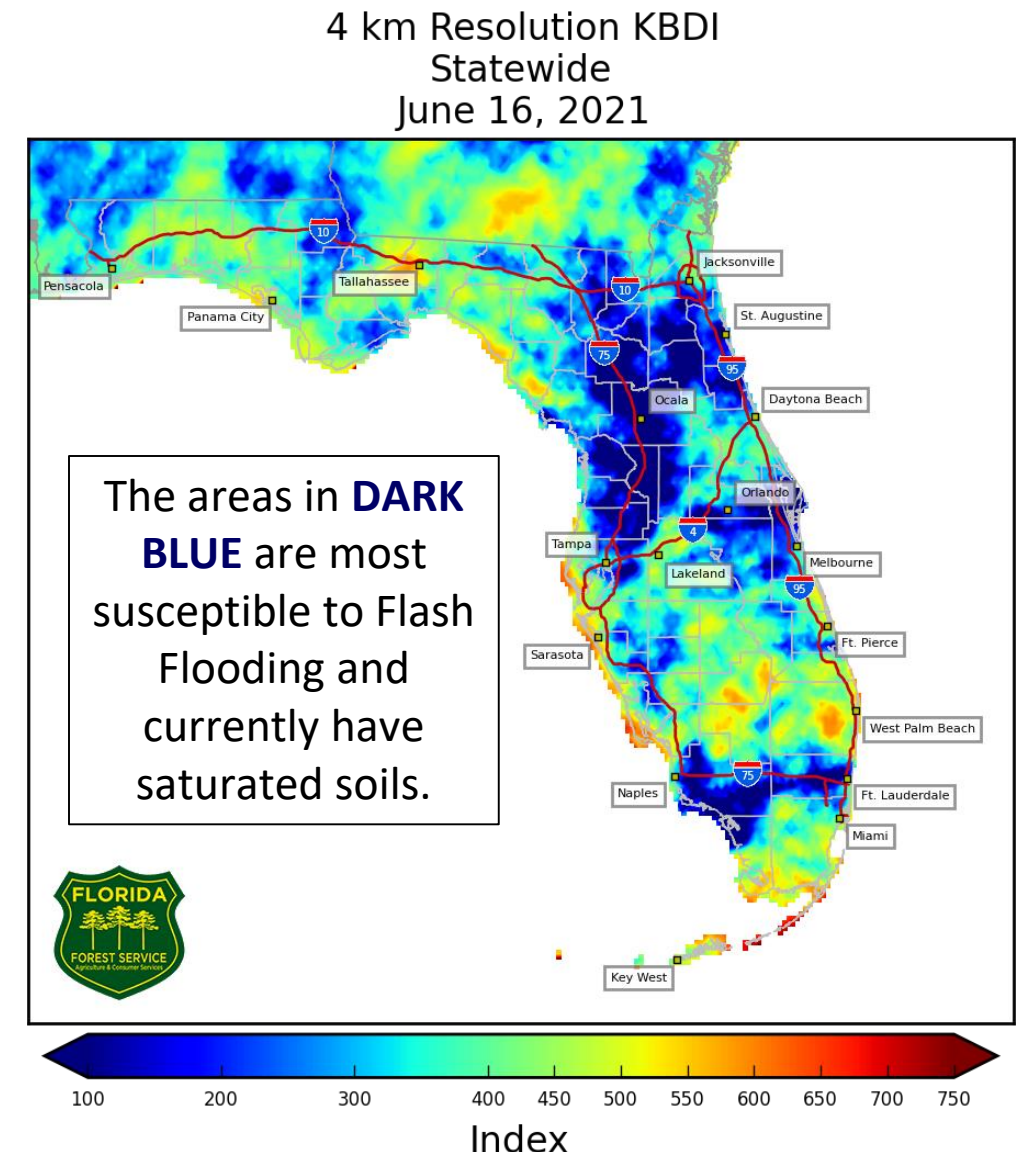 4 km Resolution KBDI
Statewide
June 16, 2021
10
Jacksonville
Pensacola
Tallahassee
10
Panama City
St. Augustine
75
95
Ocala
Daytona Beach
The areas in DARK
BLUE are most
susceptible to Flash
Flooding and
currently have
saturated soils.
Orlando
4
Tampa
Lakeland
Melbourne
95
Sarasota
Ft. Pierce
West Palm Beach
75
Naples
Ft. Lauderdale
Miami
FLORIDA
FOREST SERVICE
Agriculture & Consumer Services
Key West
100 200 300 400 450 500 550 600 650 700 750
Index